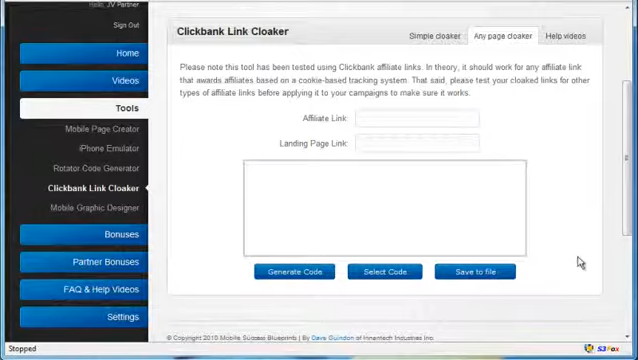 Hello, JV Partner
Sign Out
Home
Videos
Tools
Mobile Page Creator
iPhone Emulator
Rotator Code Generator
Clickbank Link Cloaker
Mobile Graphic Designer
Bonuses
Partner Bonuses
FAQ & Help Videos
Settings
Clickbank Link Cloaker
Simple cloaker
Any page cloaker
Help videos
Please note this tool has been tested using Clickbank affiliate links. In theory, it should work for any affiliate link
that awards affiliates based on a cookie-based tracking system. That said, please test your cloaked links for other
types of affiliate links before applying it to your campaigns to make sure it works.
Affiliate Link:
Landing Page Link:
Generate Code
Select Code
Save to file
© Copyright 2010 Mobile Success Blueprints | By Dave Guindon of Innentech Industries Inc.
Stopped
S3Fox